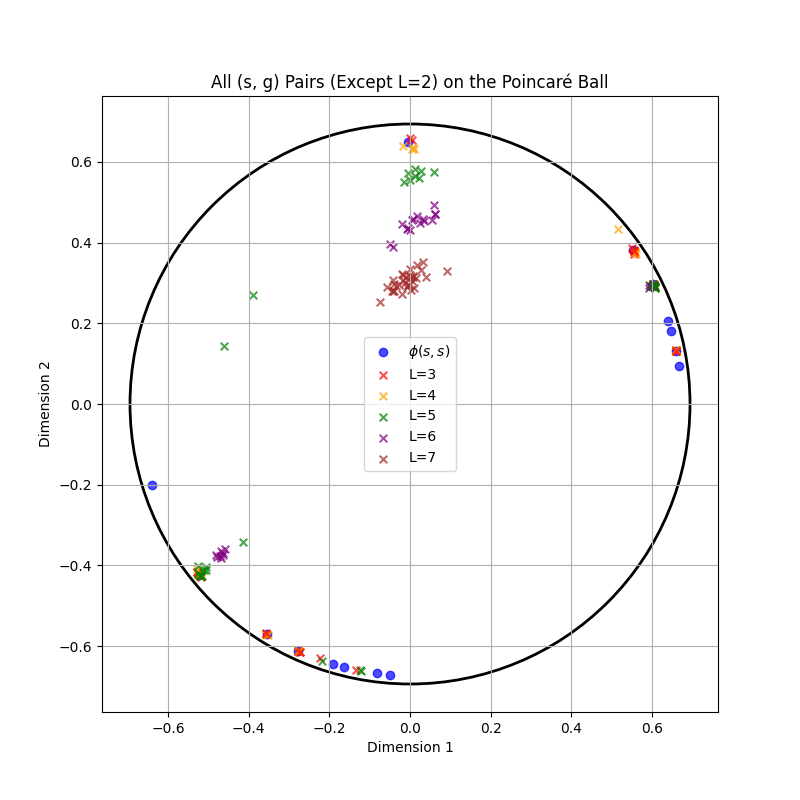 All (s, g) Pairs (Except L=2) on the Poincaré Ball
Dimension 2
0.6
0.4
0.2
0.0
−0.2
−0.4
−0.6
ϕ(s, s)
L=3
L=4
L=5
L=6
L=7
−0.6 −0.4 −0.2 0.0 0.2 0.4 0.6
Dimension 1